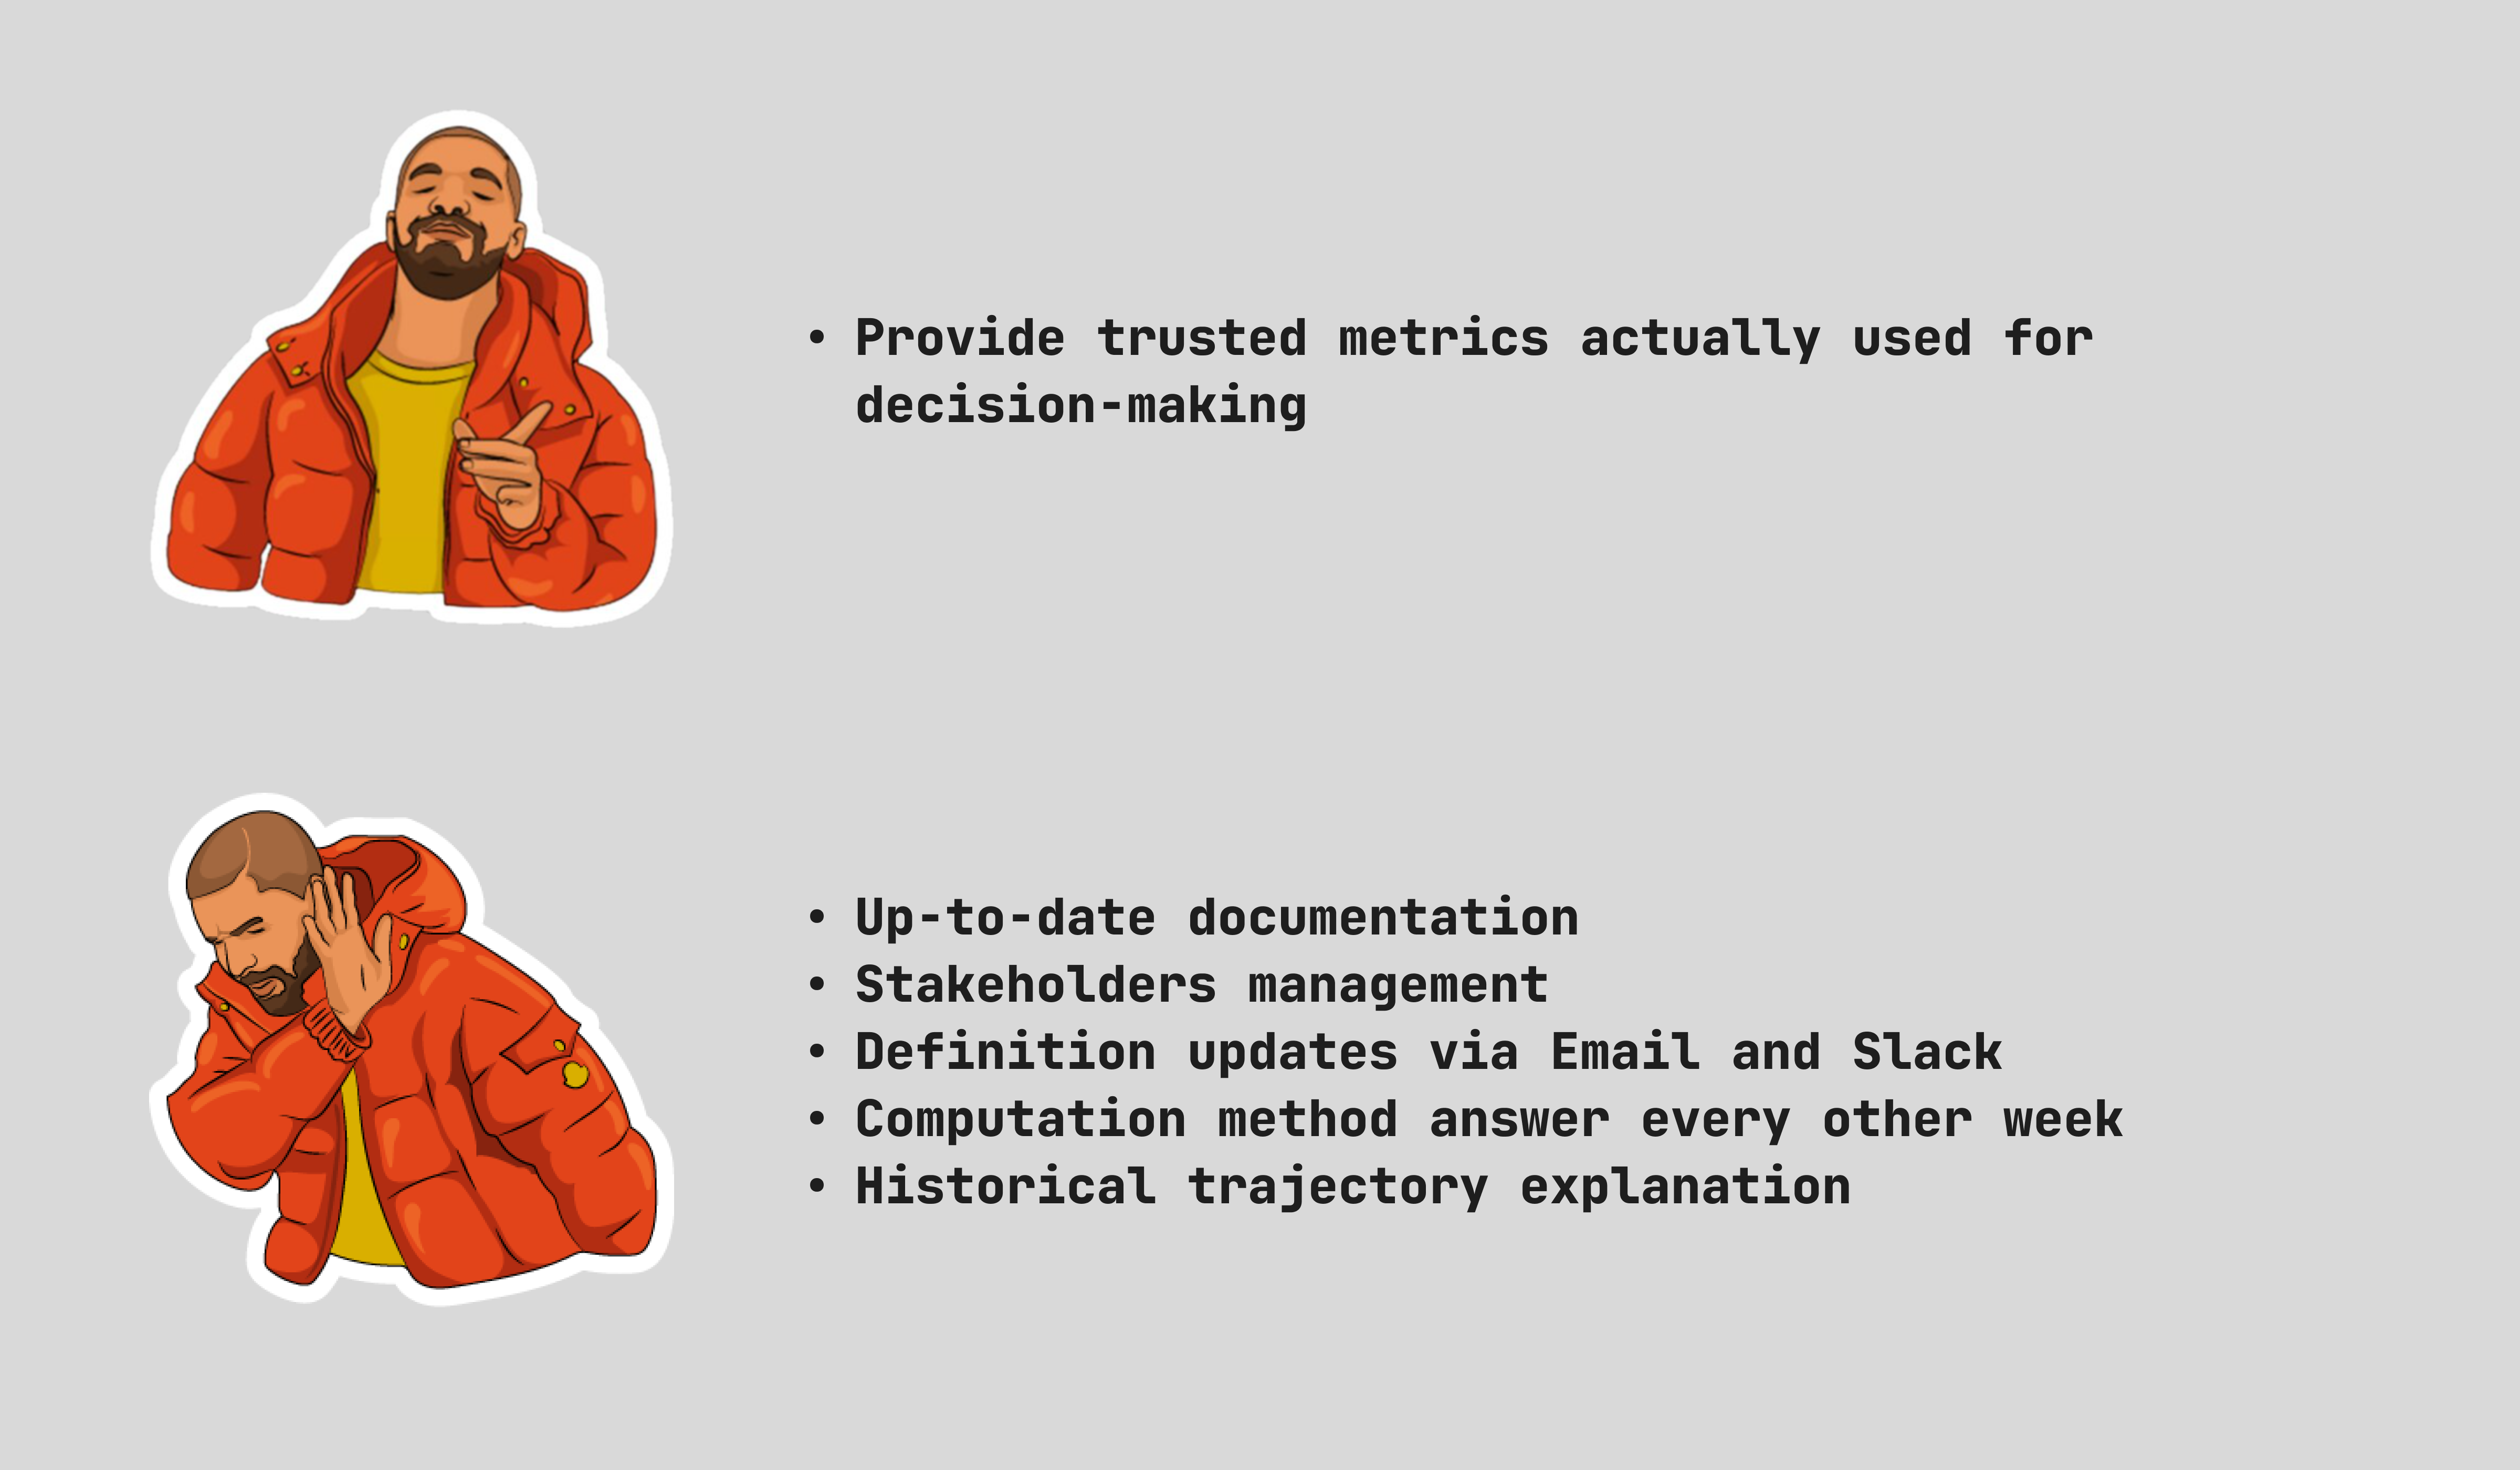 • Provide trusted metrics actually used for
decision-making
• Up-to-date documentation
• Stakeholders management
• Definition updates via Email and Slack
• Computation method answer every other week
• Historical trajectory explanation